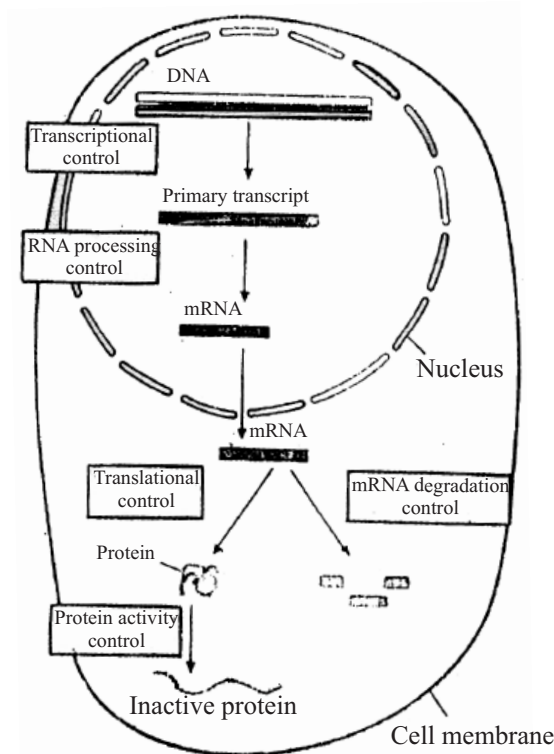 DNA
Transcriptional
control
Primary transcript
RNA processing
control
mRNA
Nucleus
mRNA
Translational
control
mRNA degradation
control
Protein
Protein activity
control
Inactive protein
Cell membrane